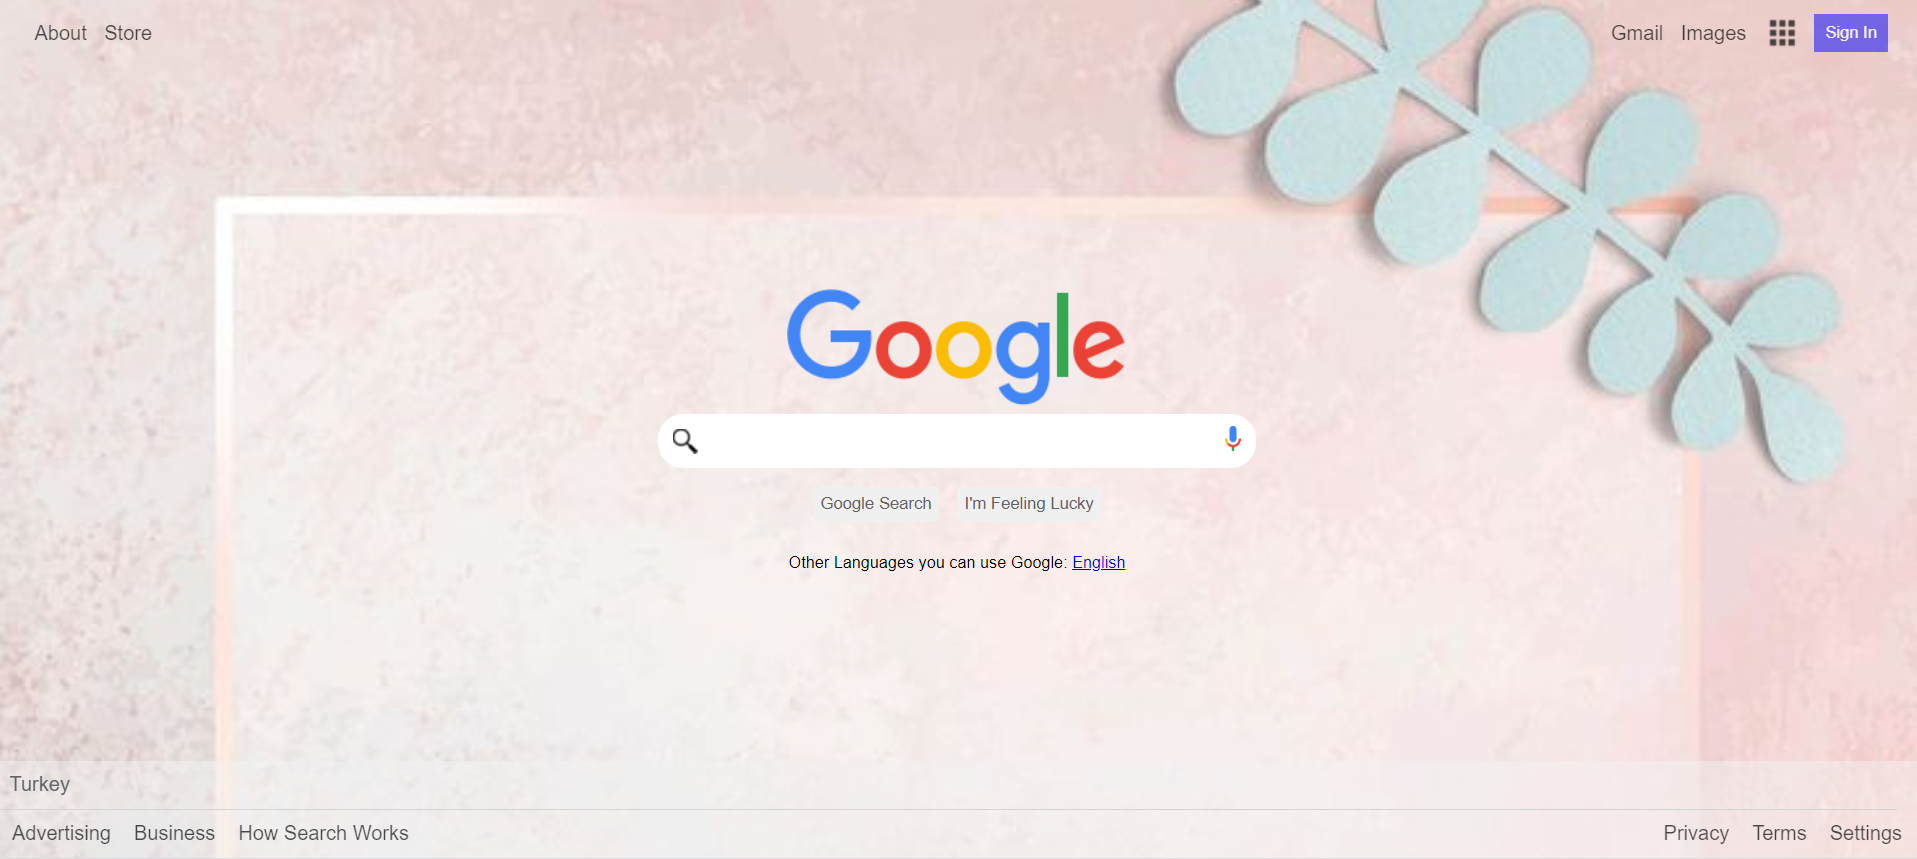 About Store Gmail Images Sign In
Google
Google Search I'm Feeling Lucky
Other Languages you can use Google: English
Turkey
Advertising Business How Search Works Privacy Terms Settings